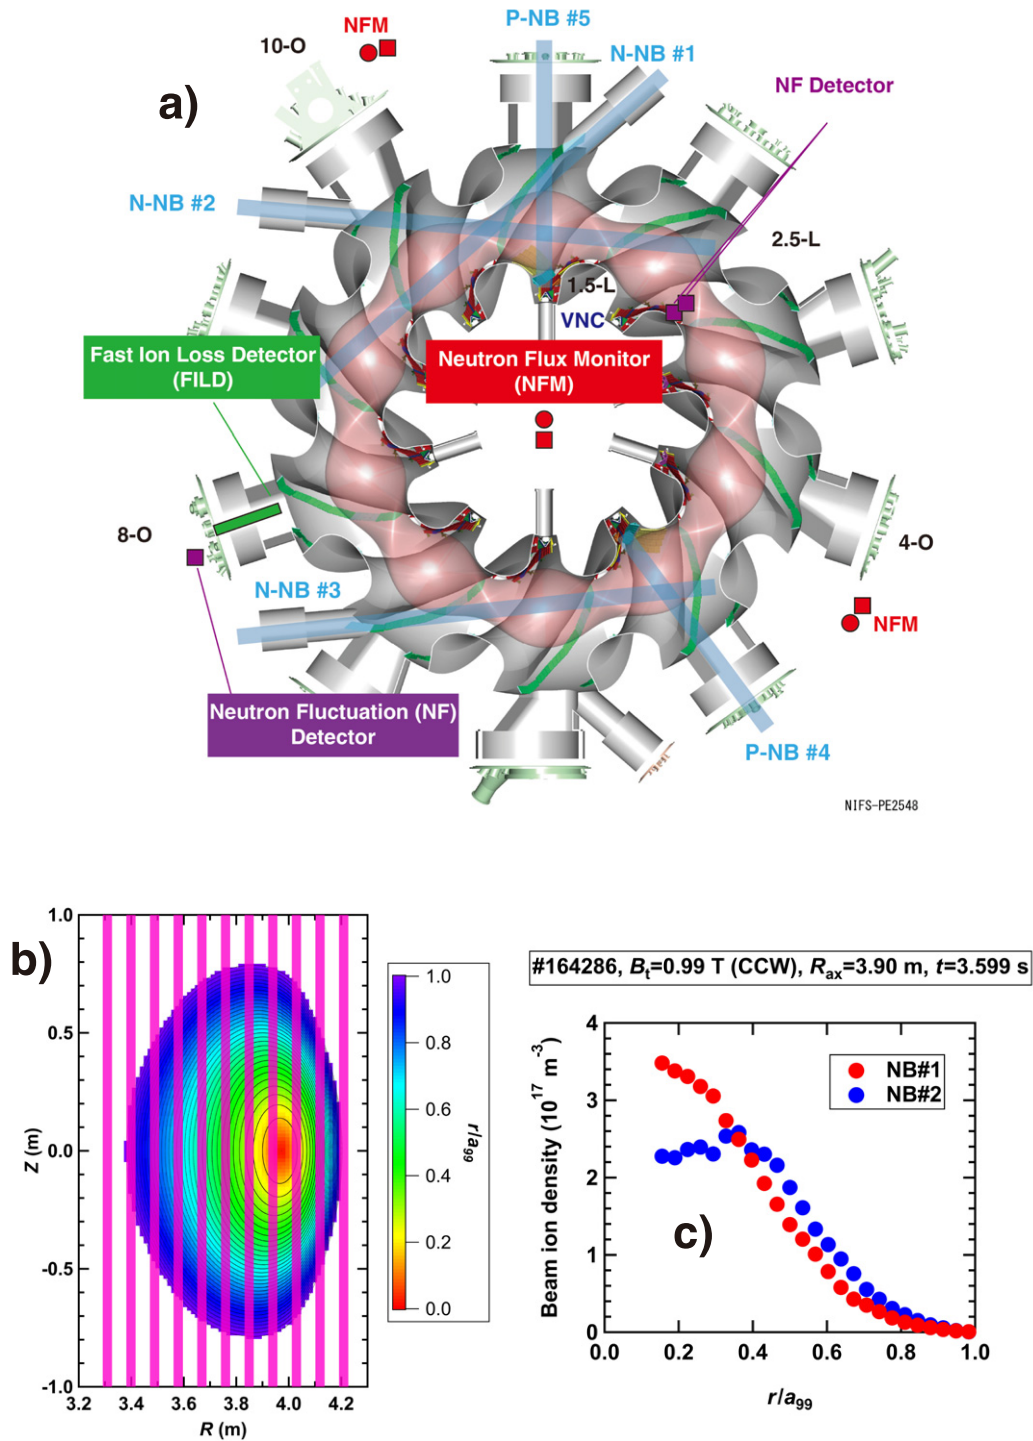 a)
NFM
10-O
P-NB #5
N-NB #1
NF Detector
N-NB #2
2.5-L
1.5-L
VNC
Fast Ion Loss Detector
(FILD)
Neutron Flux Monitor
(NFM)
8-O
4-O
N-NB #3
NFM
Neutron Fluctuation (NF)
Detector
P-NB #4
NIFS-PE2548
b)
1.0
0.5
0.0
-0.5
-1.0
Z (m)
3.2 3.4 3.6 3.8 4.0 4.2
R (m)
1.0
0.8
0.6
0.4
0.2
0.0
r/a99
#164286, Bt=0.99 T (CCW), Rax=3.90 m, t=3.599 s
c)
4
3
2
1
0
Beam ion density (10^17 m^-3)
NB#1
NB#2
0.0 0.2 0.4 0.6 0.8 1.0
r/a99